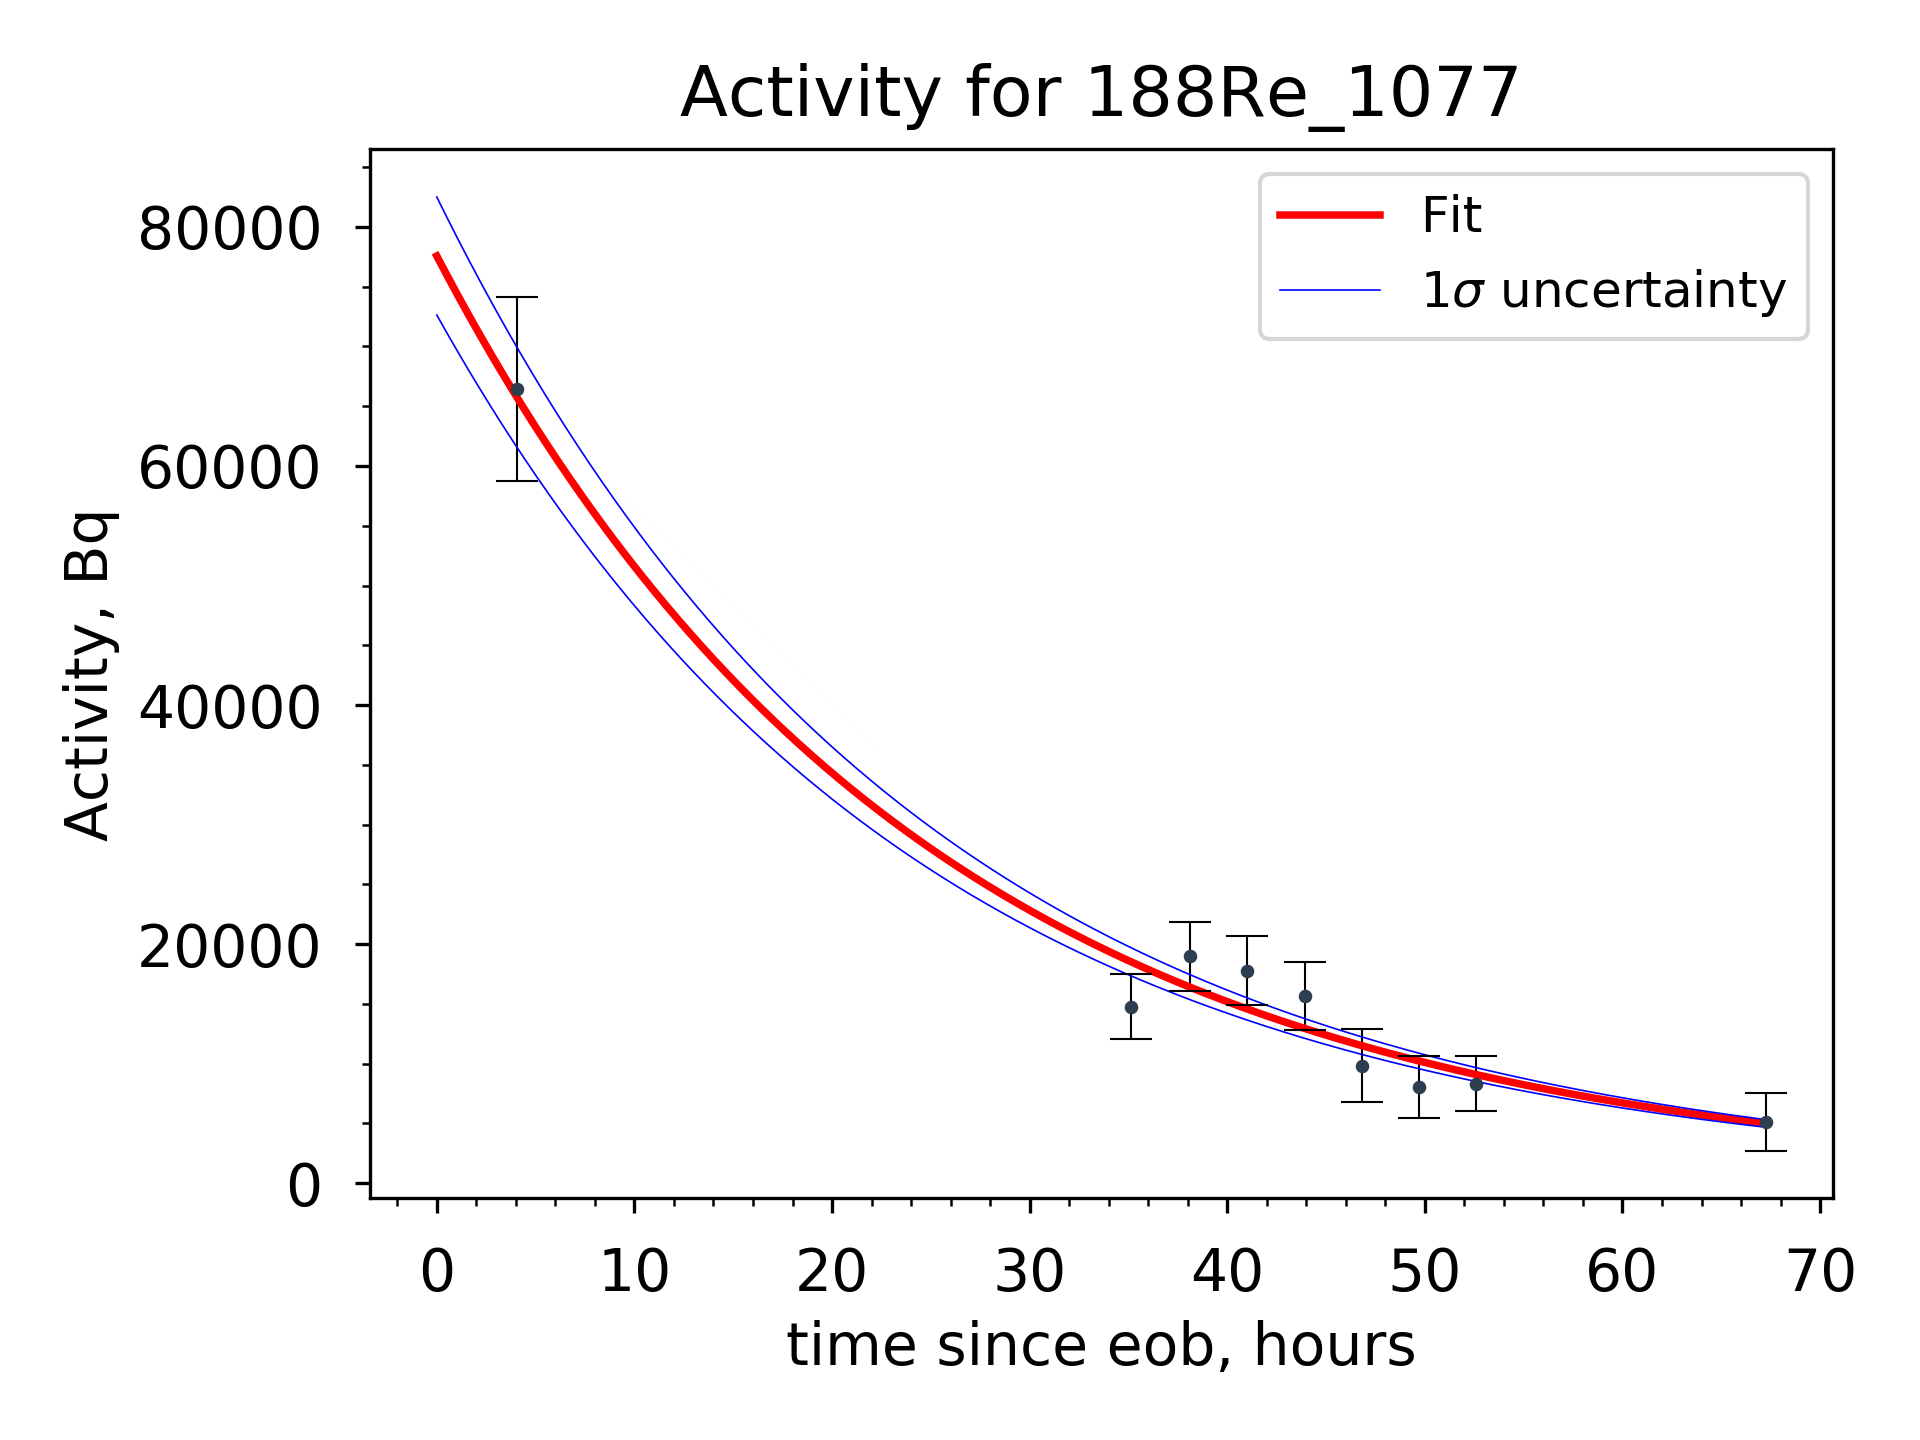 Activity for 188Re_1077
Fit
1σ uncertainty
80000
60000
40000
20000
0
Activity, Bq
0 10 20 30 40 50 60 70
time since eob, hours